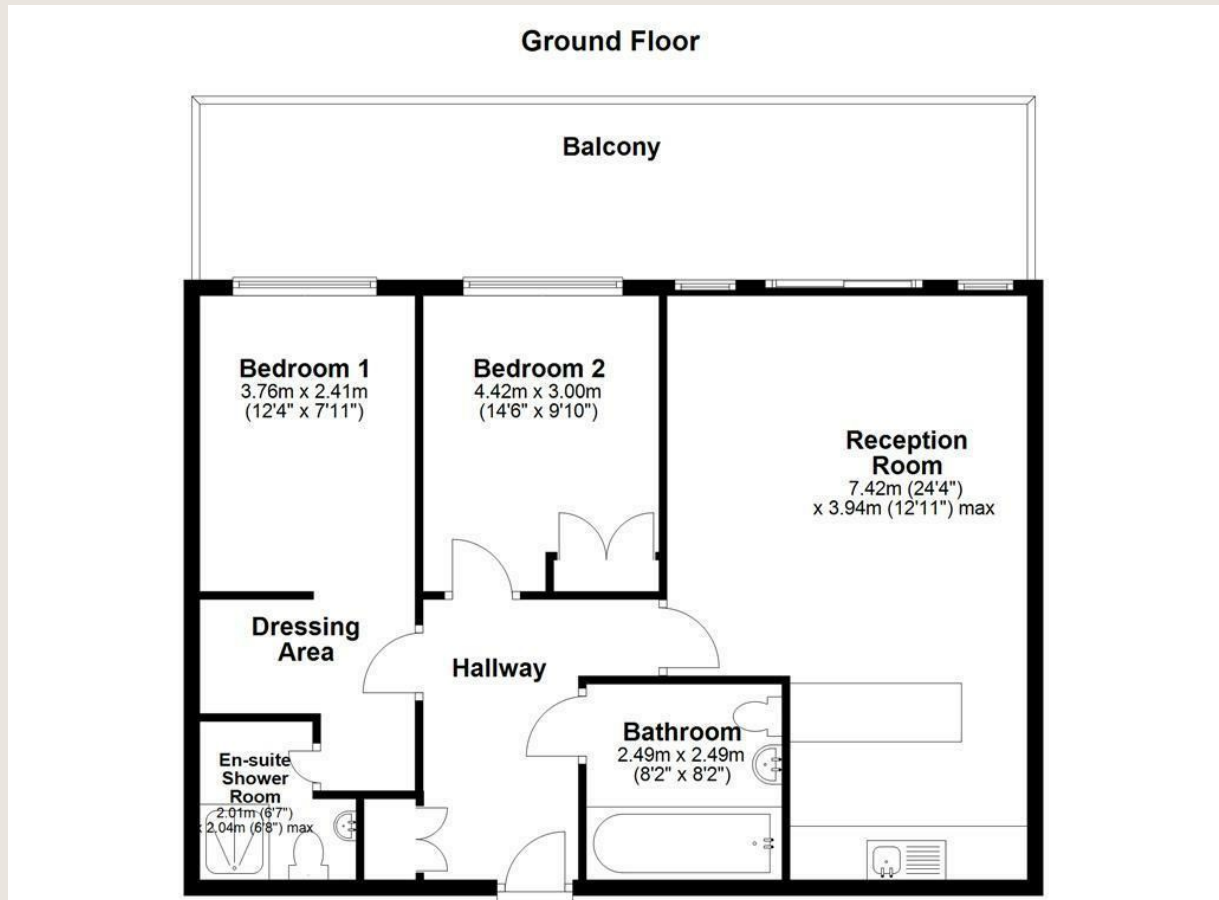 Ground Floor
Balcony
Bedroom 1
3.76m x 2.41m
(12'4" x 7'11")
Bedroom 2
4.42m x 3.00m
(14'6" x 9'10")
Reception
Room
7.42m (24'4")
x 3.94m (12'11") max
Dressing
Area
Hallway
Bathroom
2.49m x 2.49m
(8'2" x 8'2")
En-suite
Shower
Room
2.01m (6'7")
x 2.04m (6'8") max